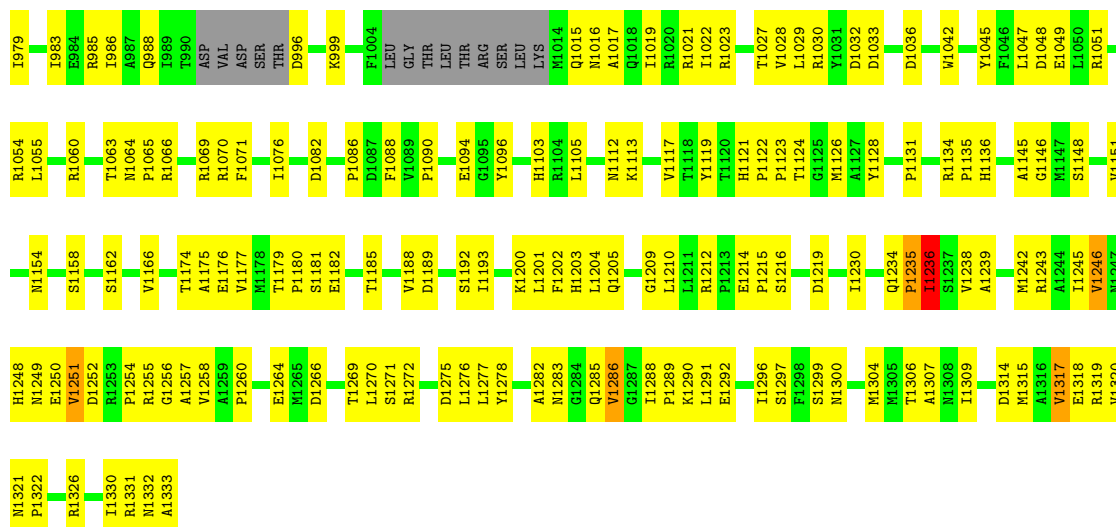 I979 I983 E984 R985 I986 A987 Q988 I989 T990 ASP VAL ASP SER THR D996 K999 F1004 LEU GLY THR LEU THR ARG SER LEU LYS M1014 Q1015 N1016 A1017 Q1018 I1019 R1020 R1021 I1022 R1023 T1027 V1028 L1029 R1030 Y1031 D1032 D1033 D1036 W1042 Y1045 F1046 L1047 D1048 E1049 L1050 R1051
R1054 L1055 R1060 T1063 N1064 P1065 R1066 R1069 R1070 F1071 I1076 D1082 P1086 D1087 F1088 V1089 P1090 E1094 G1095 Y1096 H1103 R1104 L1105 N1112 K1113 V1117 T1118 Y1119 T1120 H1121 P1122 P1123 T1124 G1125 M1126 A1127 Y1128 P1131 R1134 P1135 H1136 A1145 G1146 M1147 S1148 V1151
N1154 S1158 S1162 V1166 T1174 A1175 E1176 V1177 M1178 T1179 P1180 S1181 E1182 T1185 V1188 D1189 S1192 I1193 K1200 L1201 F1202 H1203 L1204 Q1205 G1209 L1210 L1211 R1212 P1213 E1214 P1215 S1216 D1219 I1230 Q1234 P1235 I1236 S1237 V1238 A1239 M1242 R1243 A1244 I1245 V1246 N1247
H1248 N1249 E1250 V1251 D1252 R1253 P1254 R1255 G1256 A1257 V1258 A1259 P1260 E1264 M1265 D1266 T1269 L1270 S1271 R1272 D1275 L1276 L1277 Y1278 A1282 N1283 G1284 Q1285 V1286 G1287 I1288 P1289 K1290 L1291 E1292 I1296 S1297 F1298 S1299 N1300 M1304 M1305 T1306 A1307 N1308 I1309 D1314 M1315 A1316 V1317 E1318 R1319 V1320
N1321 P1322 R1326 I1330 R1331 N1332 A1333